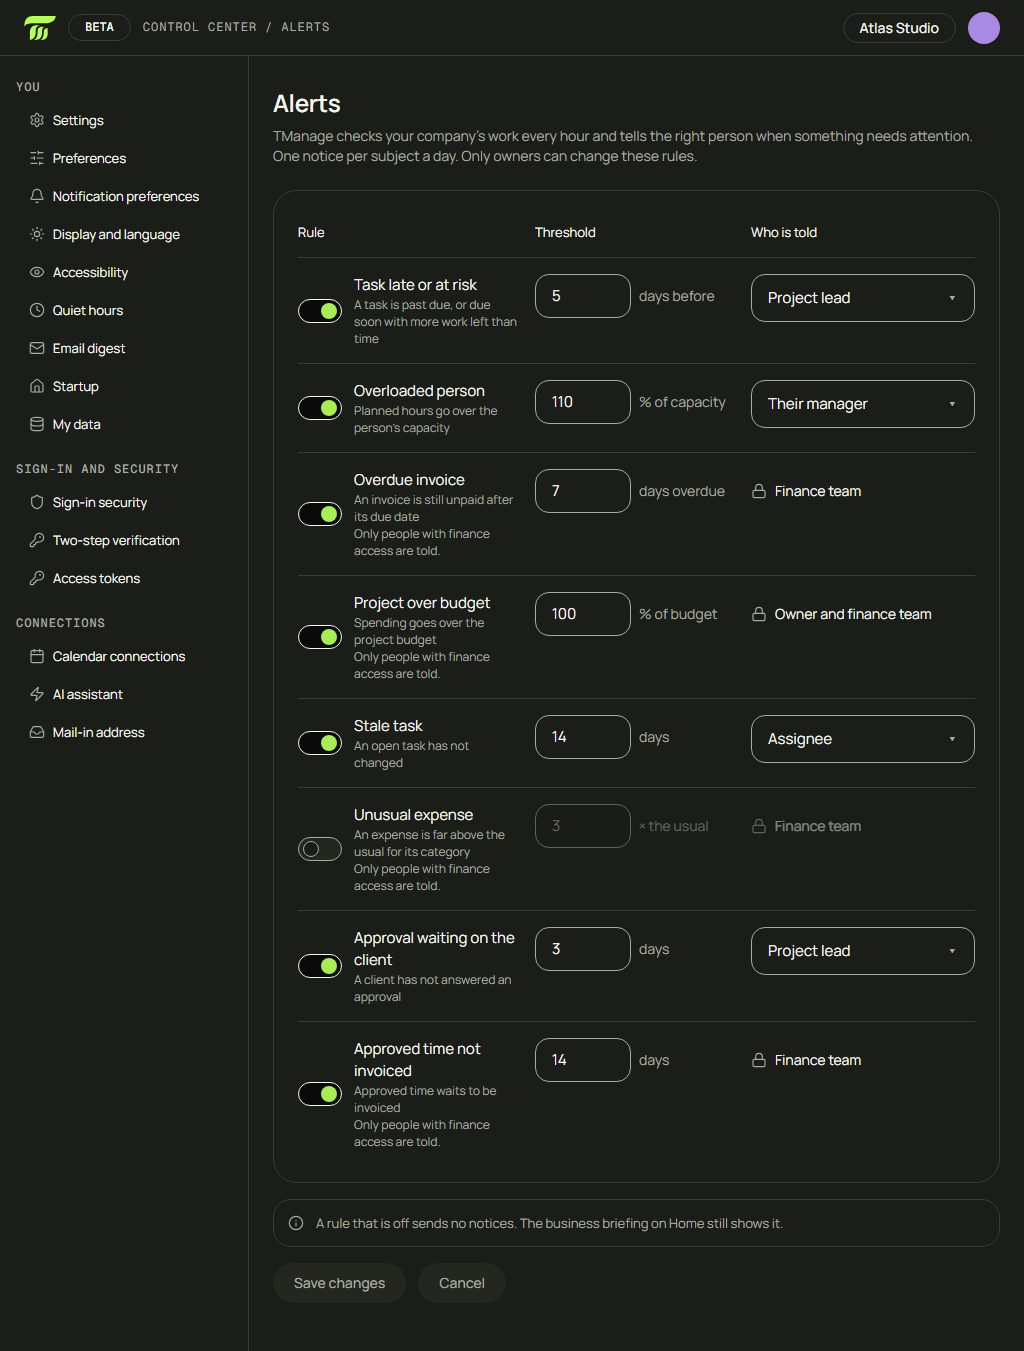 BETA
CONTROL CENTER / ALERTS
Atlas Studio
YOU
Settings
Preferences
Notification preferences
Display and language
Accessibility
Quiet hours
Email digest
Startup
My data
SIGN-IN AND SECURITY
Sign-in security
Two-step verification
Access tokens
CONNECTIONS
Calendar connections
AI assistant
Mail-in address
Alerts
TManage checks your company's work every hour and tells the right person when something needs attention.
One notice per subject a day. Only owners can change these rules.
Rule
Threshold
Who is told
Task late or at risk
A task is past due, or due
soon with more work left than
time
5
days before
Project lead
Overloaded person
Planned hours go over the
person's capacity
110
% of capacity
Their manager
Overdue invoice
An invoice is still unpaid after
its due date
Only people with finance
access are told.
7
days overdue
Finance team
Project over budget
Spending goes over the
project budget
Only people with finance
access are told.
100
% of budget
Owner and finance team
Stale task
An open task has not
changed
14
days
Assignee
Unusual expense
An expense is far above the
usual for its category
Only people with finance
access are told.
3
× the usual
Finance team
Approval waiting on the
client
A client has not answered an
approval
3
days
Project lead
Approved time not
invoiced
Approved time waits to be
invoiced
Only people with finance
access are told.
14
days
Finance team
A rule that is off sends no notices. The business briefing on Home still shows it.
Save changes
Cancel